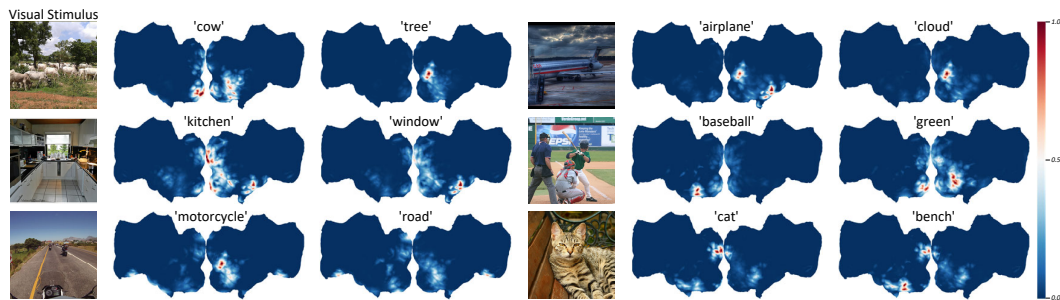 Visual Stimulus
'cow'
'tree'
'airplane'
'cloud'
1.0
'kitchen'
'window'
PEPSI
'baseball'
'green'
0.5
'motorcycle'
'road'
'cat'
'bench'
0.0